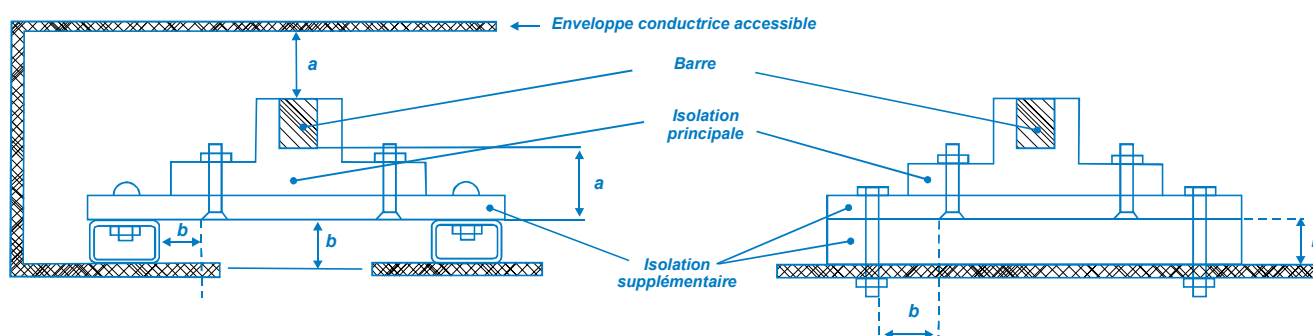 Enveloppe conductrice accessible
a
Barre
Isolation
principale
a
b
b
Isolation
supplémentaire
b